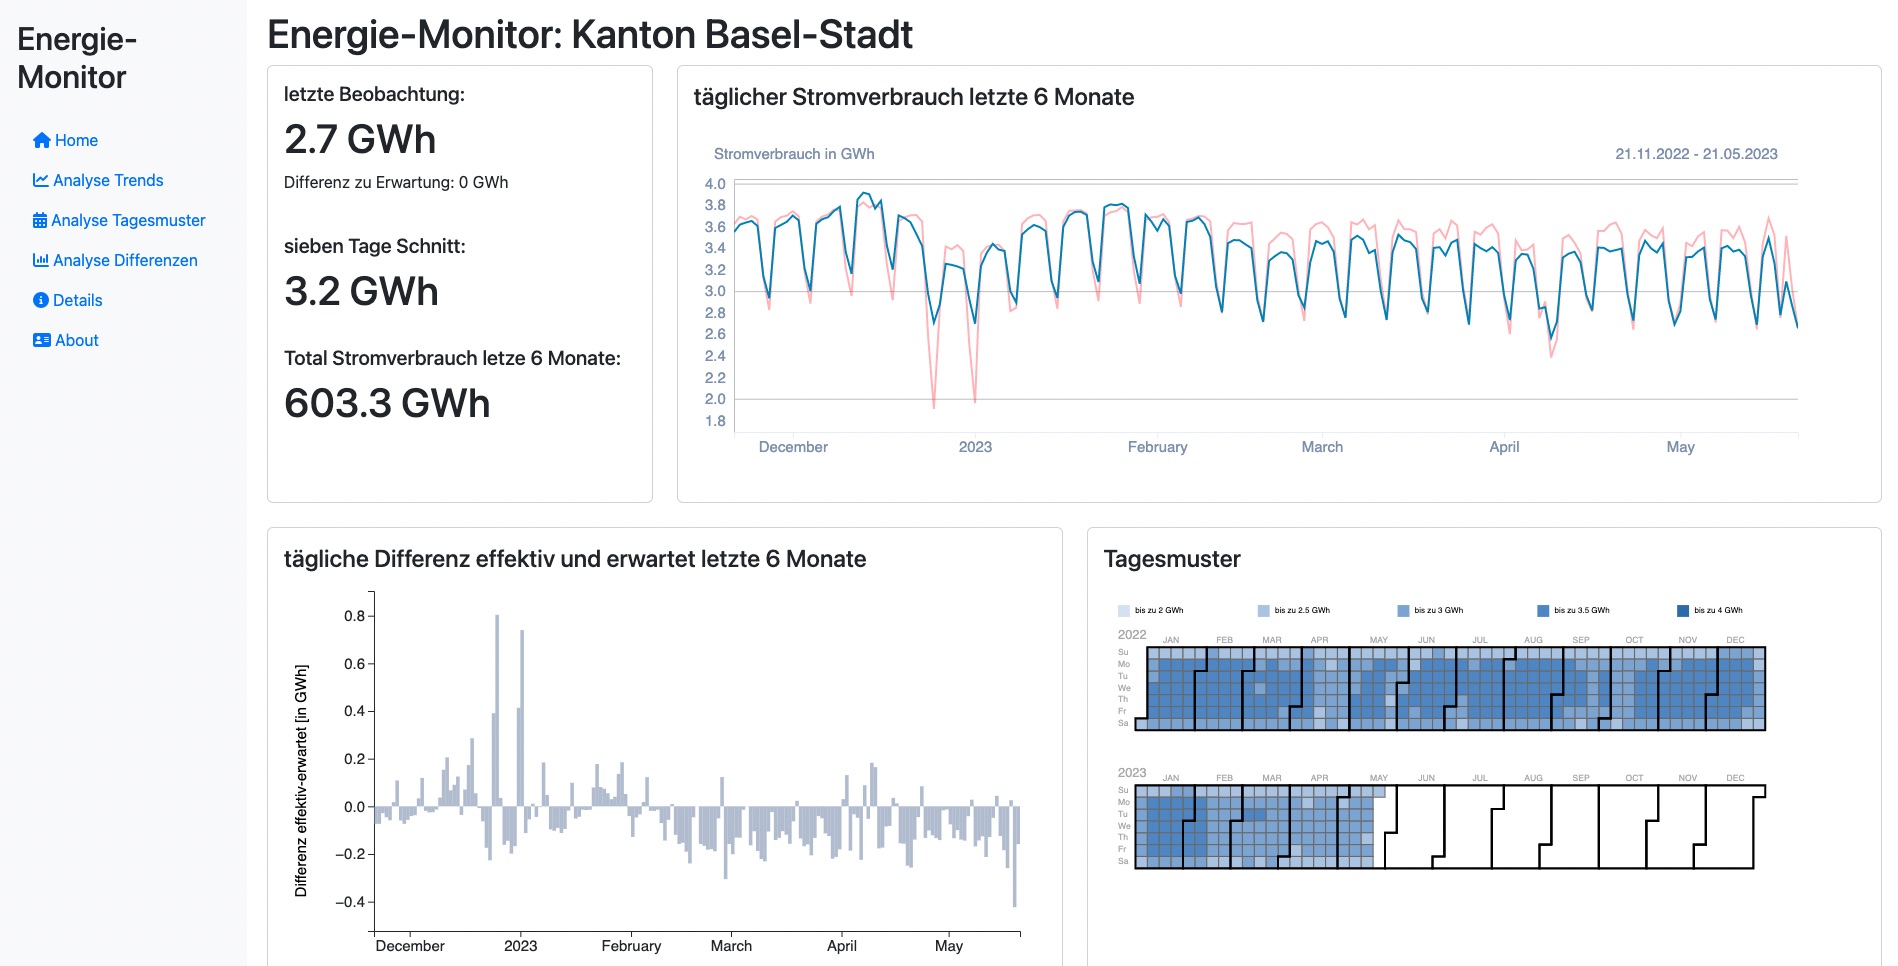 Energie-
Monitor
Home
Analyse Trends
Analyse Tagesmuster
Analyse Differenzen
Details
About
Energie-Monitor: Kanton Basel-Stadt
letzte Beobachtung:
2.7 GWh
Differenz zu Erwartung: 0 GWh
sieben Tage Schnitt:
3.2 GWh
Total Stromverbrauch letze 6 Monate:
603.3 GWh
täglicher Stromverbrauch letzte 6 Monate
Stromverbrauch in GWh 21.11.2022 - 21.05.2023
4.0
3.8
3.6
3.4
3.2
3.0
2.8
2.6
2.4
2.2
2.0
1.8
December 2023 February March April May
tägliche Differenz effektiv und erwartet letzte 6 Monate
Differenz effektiv-erwartet [in GWh]
0.8
0.6
0.4
0.2
0.0
−0.2
−0.4
December 2023 February March April May
Tagesmuster
bis zu 2 GWh bis zu 2.5 GWh bis zu 3 GWh bis zu 3.5 GWh bis zu 4 GWh
2022
JAN FEB MAR APR MAY JUN JUL AUG SEP OCT NOV DEC
Su
Mo
Tu
We
Th
Fr
Sa
2023
JAN FEB MAR APR MAY JUN JUL AUG SEP OCT NOV DEC
Su
Mo
Tu
We
Th
Fr
Sa